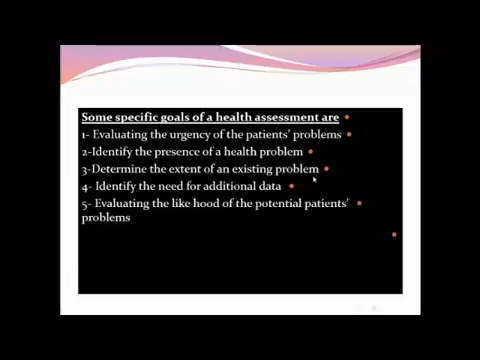 Some specific goals of a health assessment are
1- Evaluating the urgency of the patients' problems
2-Identify the presence of a health problem
3-Determine the extent of an existing problem
4- Identify the need for additional data
5- Evaluating the like hood of the potential patients'
problems